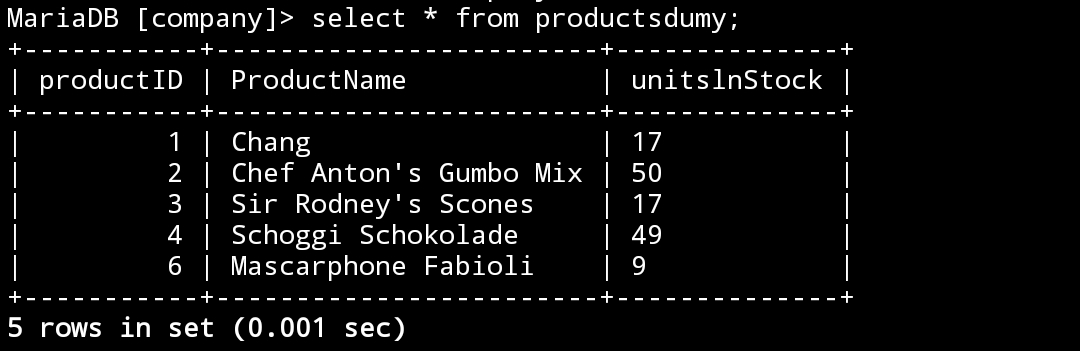 MariaDB [company]> select * from productsdumy;
+-----------+------------------------+--------------+
| productID | ProductName            | unitslnStock |
+-----------+------------------------+--------------+
|         1 | Chang                  | 17           |
|         2 | Chef Anton's Gumbo Mix | 50           |
|         3 | Sir Rodney's Scones    | 17           |
|         4 | Schoggi Schokolade     | 49           |
|         6 | Mascarphone Fabioli    | 9            |
+-----------+------------------------+--------------+
5 rows in set (0.001 sec)